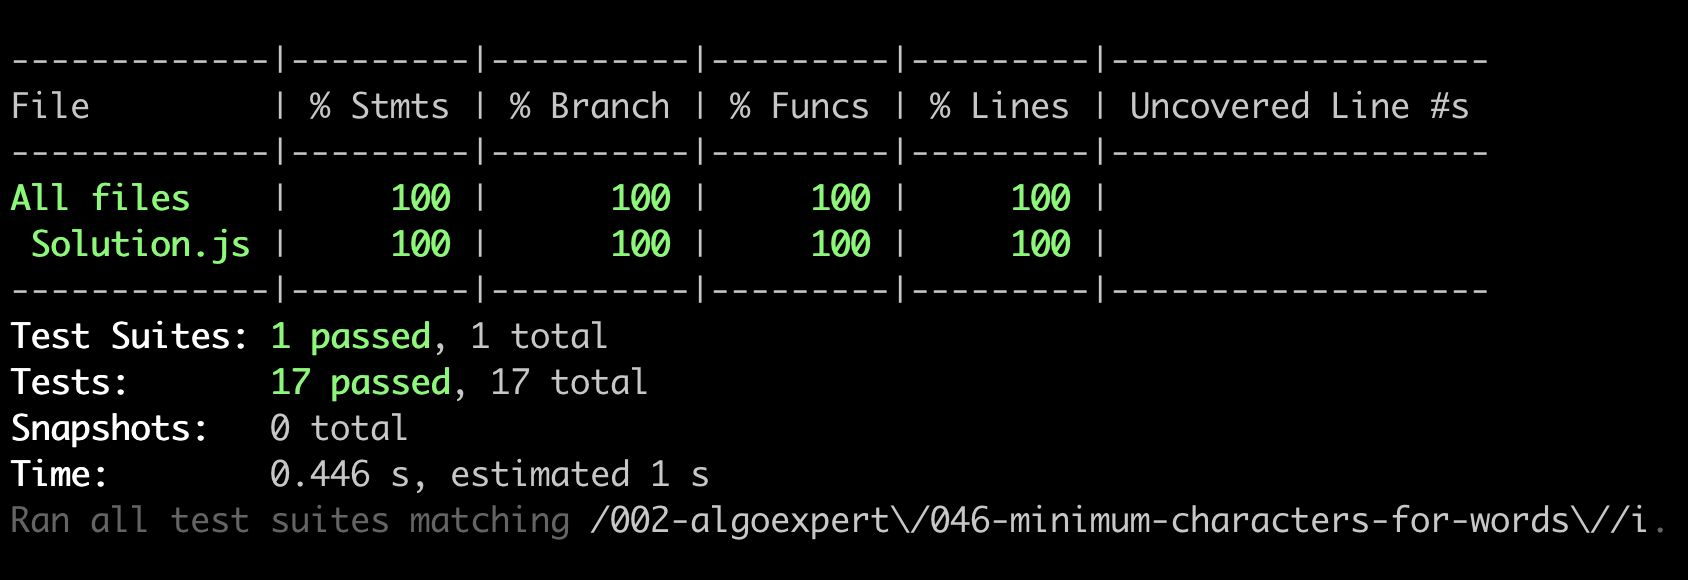 -------------|---------|----------|---------|---------|-------------------
File         | % Stmts | % Branch | % Funcs | % Lines | Uncovered Line #s
-------------|---------|----------|---------|---------|-------------------
All files    |     100 |      100 |     100 |     100 |
 Solution.js |     100 |      100 |     100 |     100 |
-------------|---------|----------|---------|---------|-------------------
Test Suites: 1 passed, 1 total
Tests:       17 passed, 17 total
Snapshots:   0 total
Time:        0.446 s, estimated 1 s
Ran all test suites matching /002-algoexpert\/046-minimum-characters-for-words\//i.